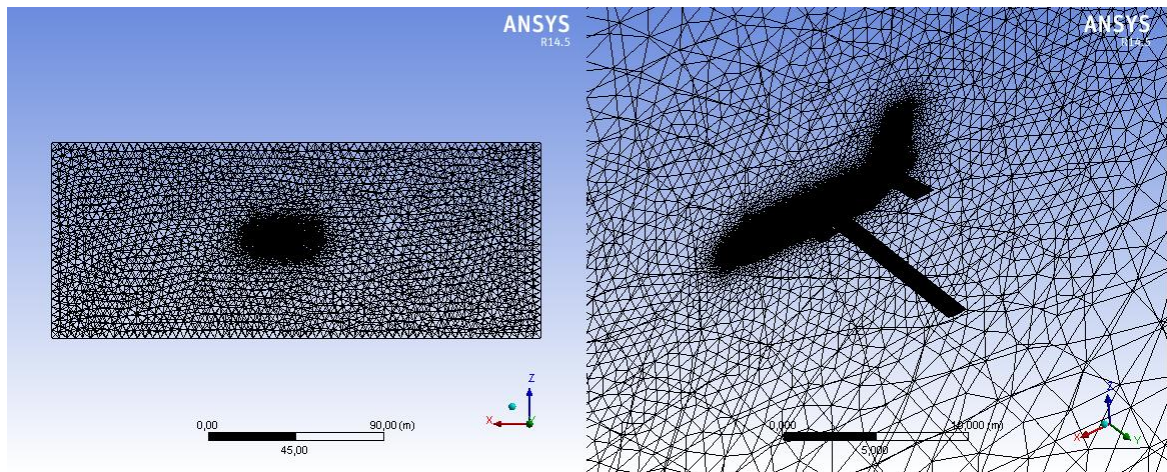 ANSYS
R14.5
Z
X
Y
0,00
90,00 (m)
45,00
ANSYS
R14.5
Z
X
Y
0,000
10,000 (m)
5,000